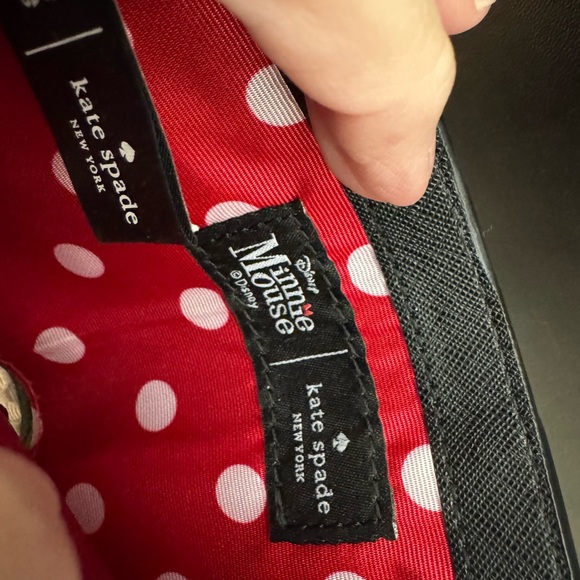 kate spade
NEW YORK
Disney
Minnie
Mouse
©Disney
kate spade
NEW YORK